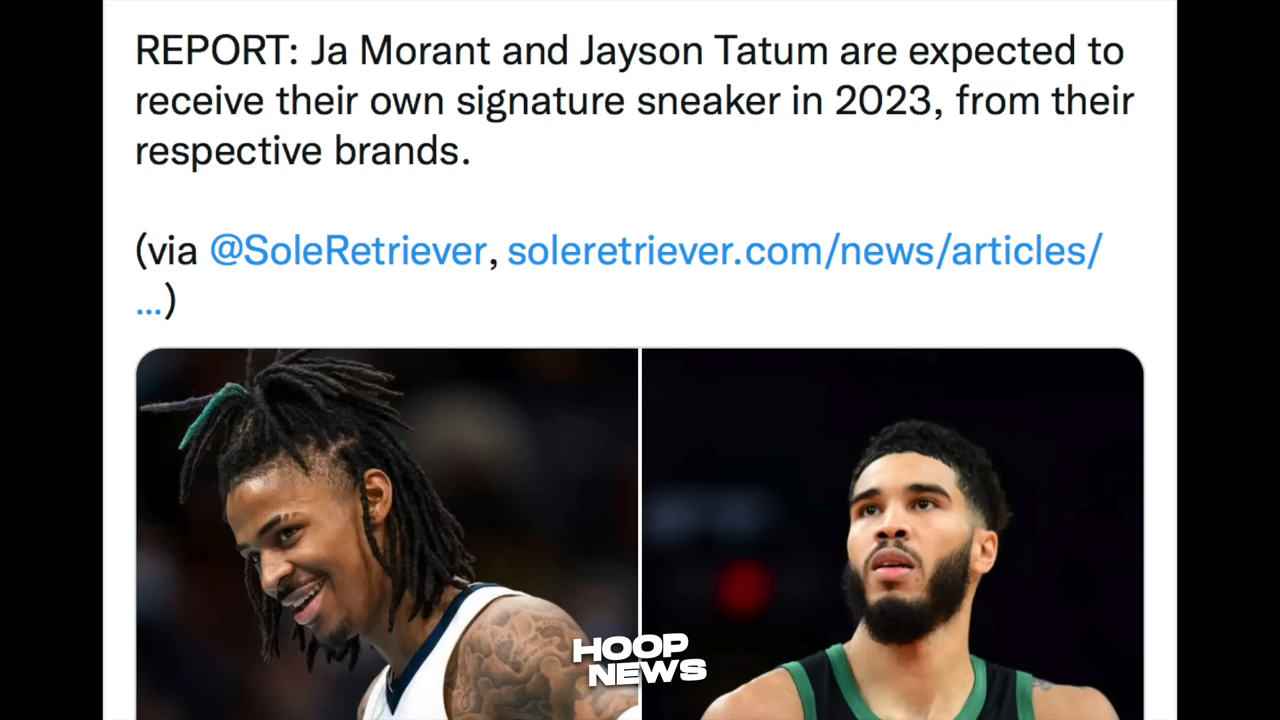 REPORT: Ja Morant and Jayson Tatum are expected to
receive their own signature sneaker in 2023, from their
respective brands.
(via @SoleRetriever, soleretriever.com/news/articles/
...)
HOOP
NEWS